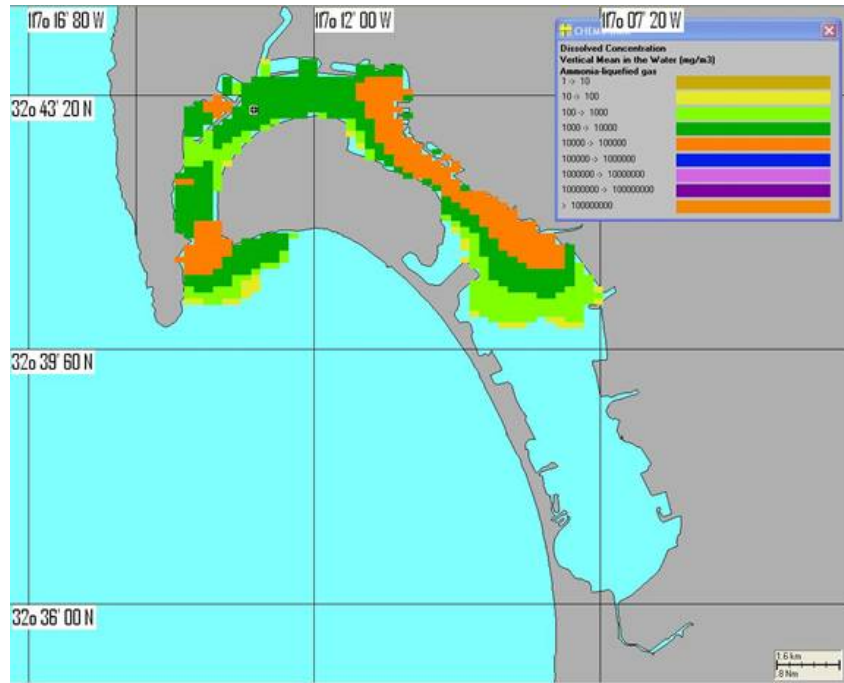 117o 16' 80 W
117o 12' 00 W
117o 07' 20 W
Dissolved Concentration
Vertical Mean in the Water (mg/m3)
Ammonia-liquefied gas
1 -> 10
10 -> 100
100 -> 1000
1000 -> 10000
10000 -> 100000
100000 -> 1000000
1000000 -> 10000000
10000000 -> 100000000
> 100000000
32o 43' 20 N
32o 39' 60 N
32o 36' 00 N
1.6 km
.8 Nm